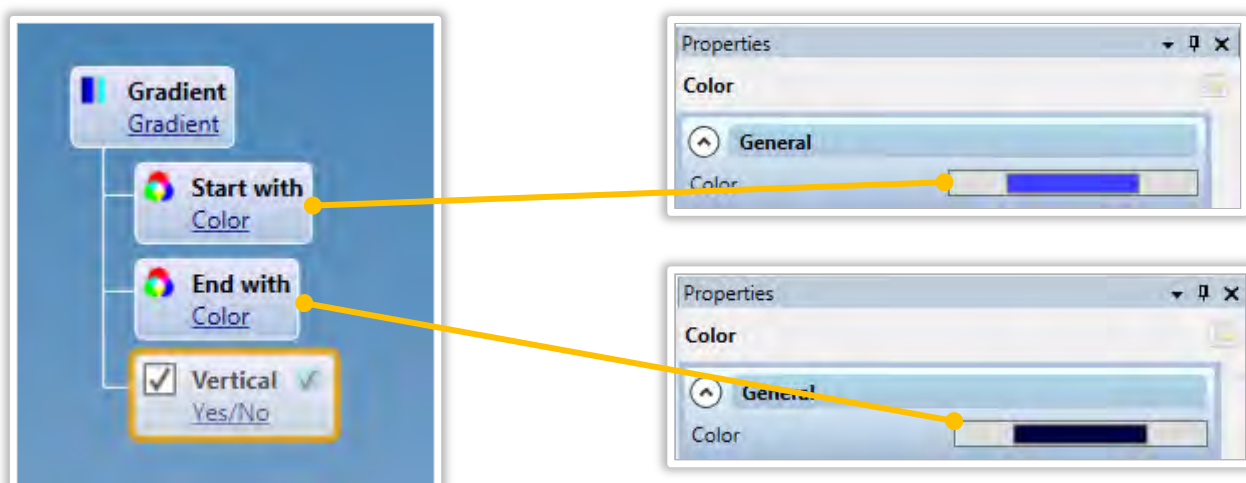 Gradient
Gradient
Start with
Color
End with
Color
Vertical
Yes/No
Properties
Color
General
Color
Properties
Color
General
Color